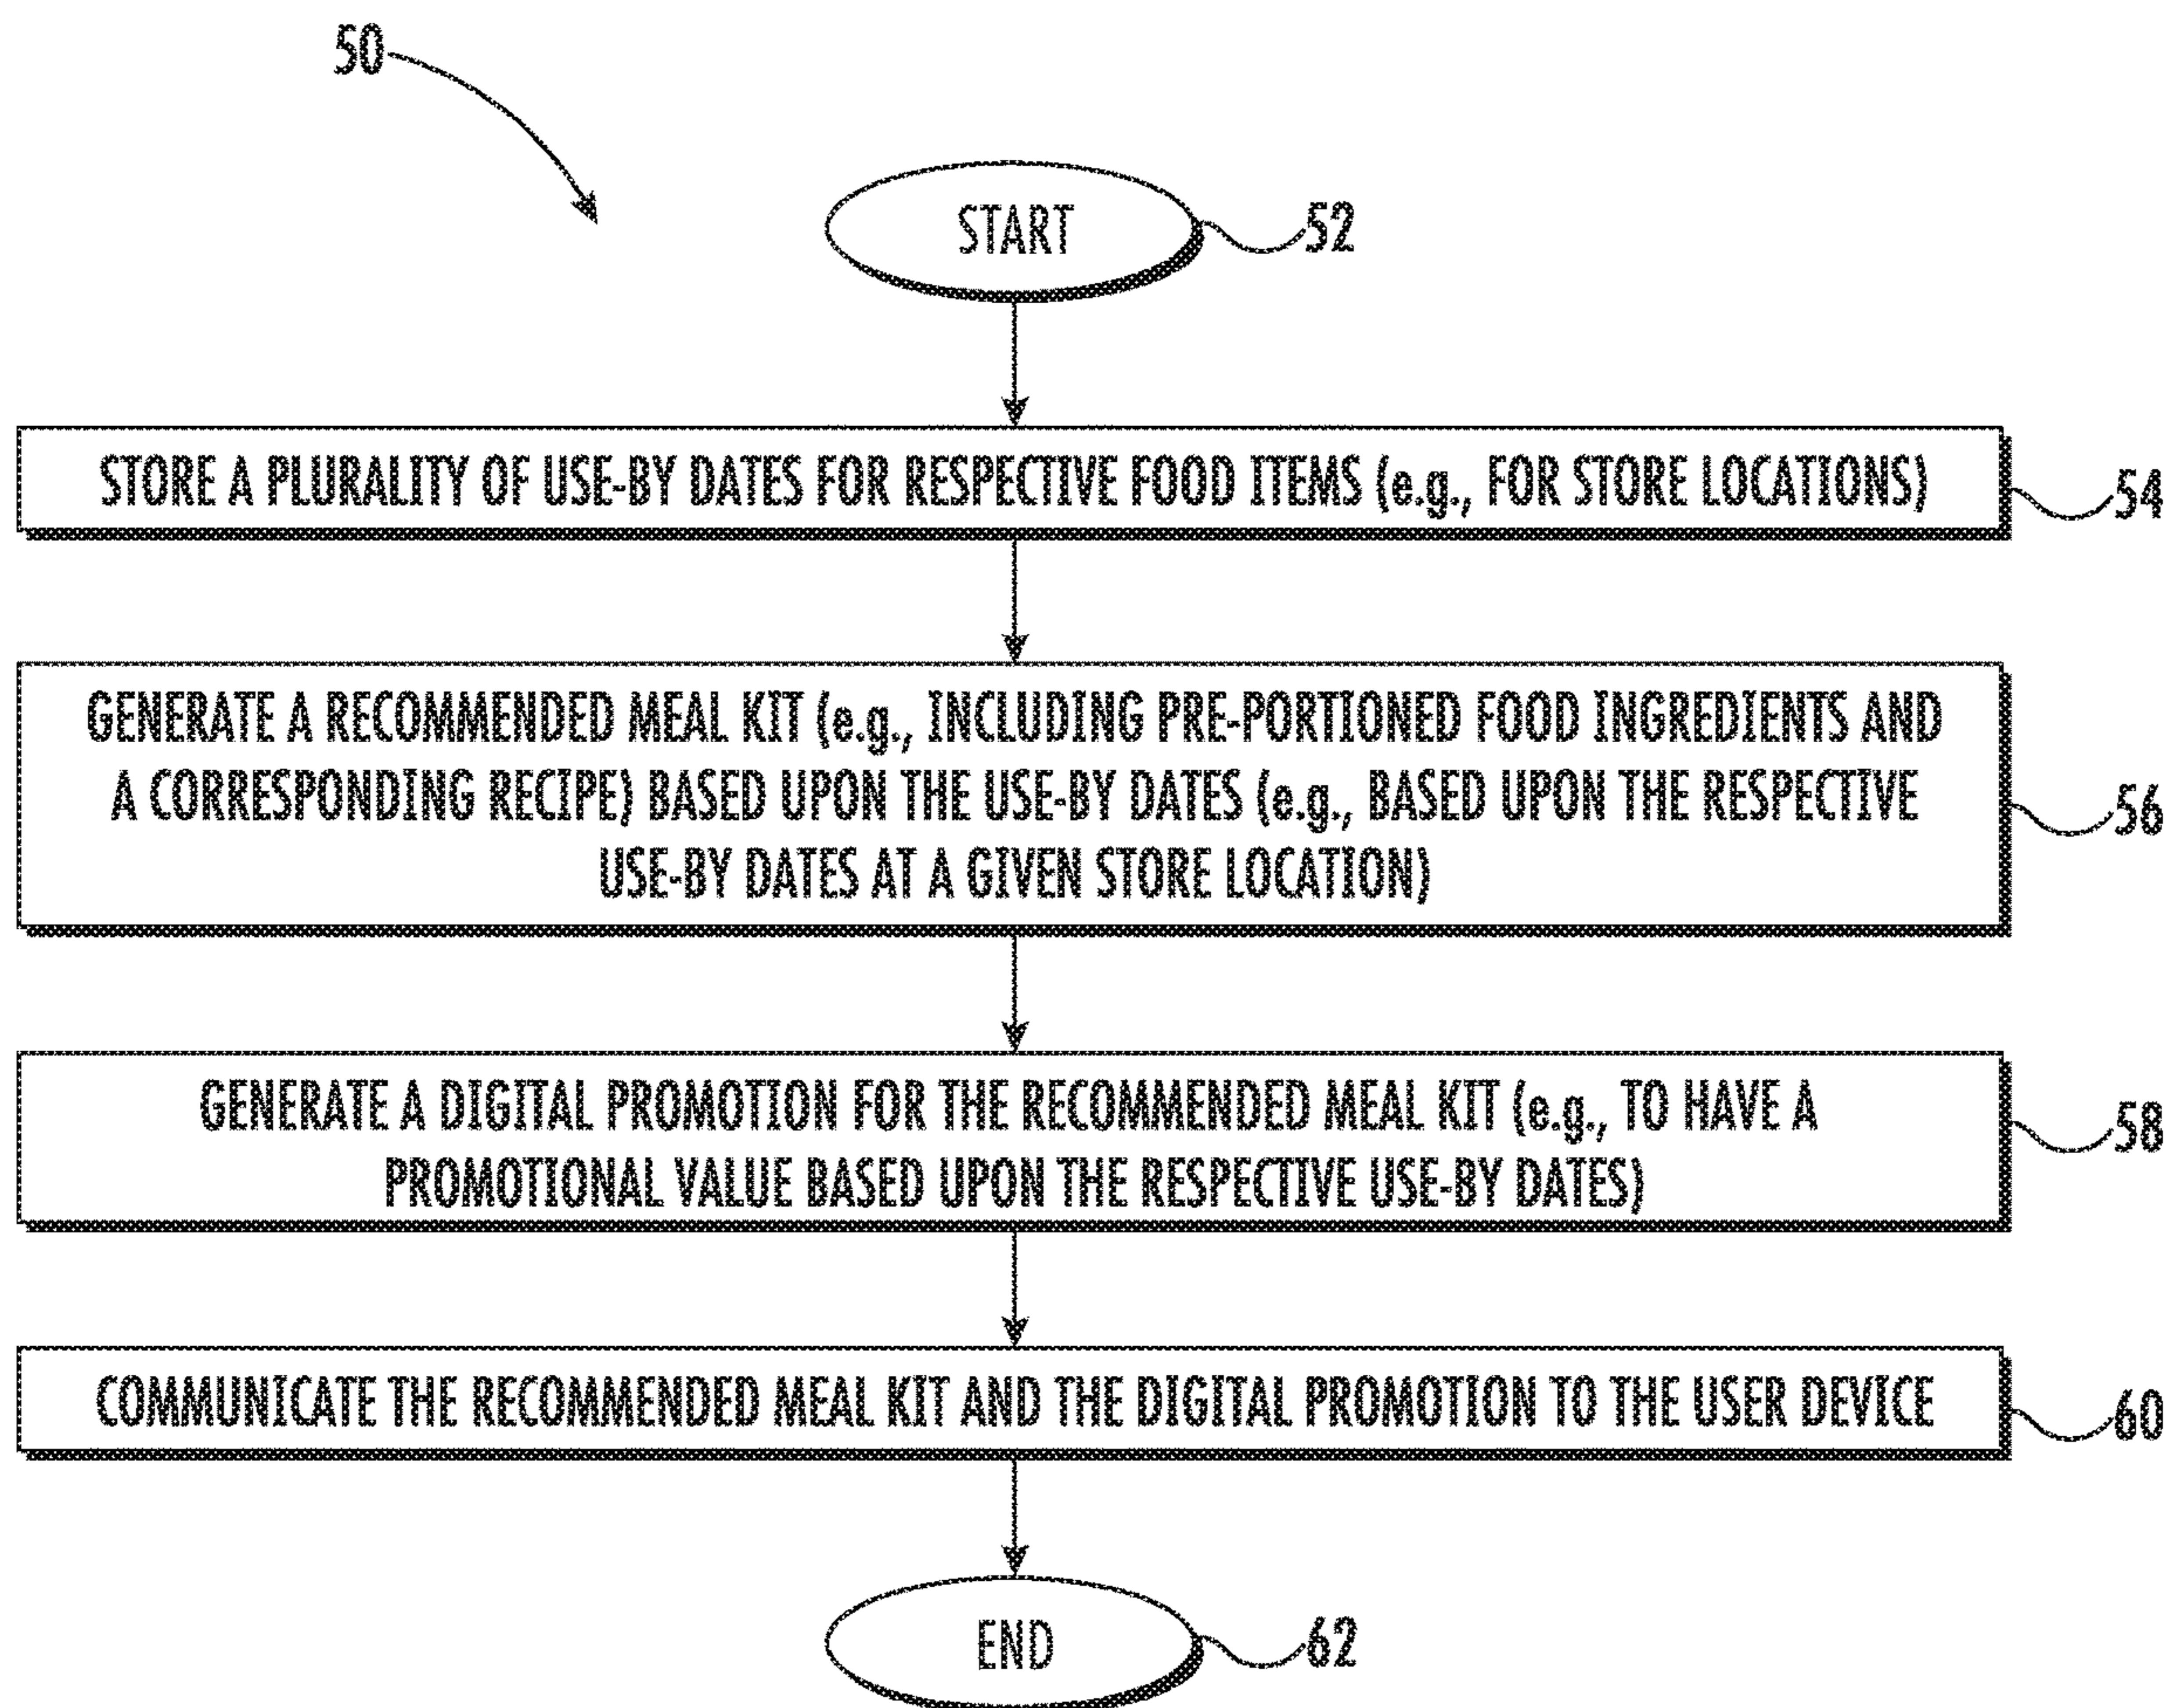 50
START
52
STORE A PLURALITY OF USE-BY DATES FOR RESPECTIVE FOOD ITEMS (e.g., FOR STORE LOCATIONS)
54
GENERATE A RECOMMENDED MEAL KIT (e.g., INCLUDING PRE-PORTIONED FOOD INGREDIENTS AND
A CORRESPONDING RECIPE) BASED UPON THE USE-BY DATES (e.g., BASED UPON THE RESPECTIVE
USE-BY DATES AT A GIVEN STORE LOCATION)
56
GENERATE A DIGITAL PROMOTION FOR THE RECOMMENDED MEAL KIT (e.g., TO HAVE A
PROMOTIONAL VALUE BASED UPON THE RESPECTIVE USE-BY DATES)
58
COMMUNICATE THE RECOMMENDED MEAL KIT AND THE DIGITAL PROMOTION TO THE USER DEVICE
60
END
62